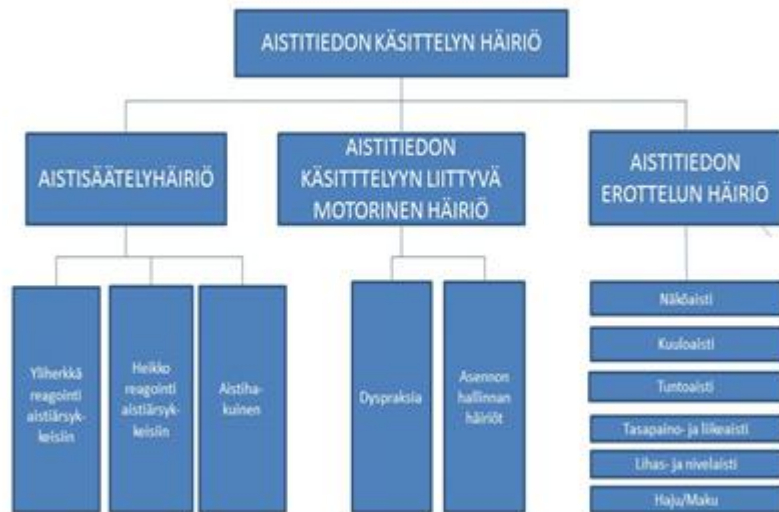 AISTITIEDON KÄSITTELYN HÄIRIÖ
AISTISÄÄTELYHÄIRIÖ
AISTITIEDON
KÄSITTTELYYN LIITTYVÄ
MOTORINEN HÄIRIÖ
AISTITIEDON
EROTTELUN HÄIRIÖ
Yliherkkä
reagointi
aistiärsyk-
keisiin
Heikko
reagointi
aistiärsyk-
keisiin
Aistiha-
kuinen
Dyspraksia
Asennon
hallinnan
häiriöt
Näköaisti
Kuuloaisti
Tuntoaisti
Tasapaino- ja liikeaisti
Lihas- ja nivelaisti
Haju/Maku